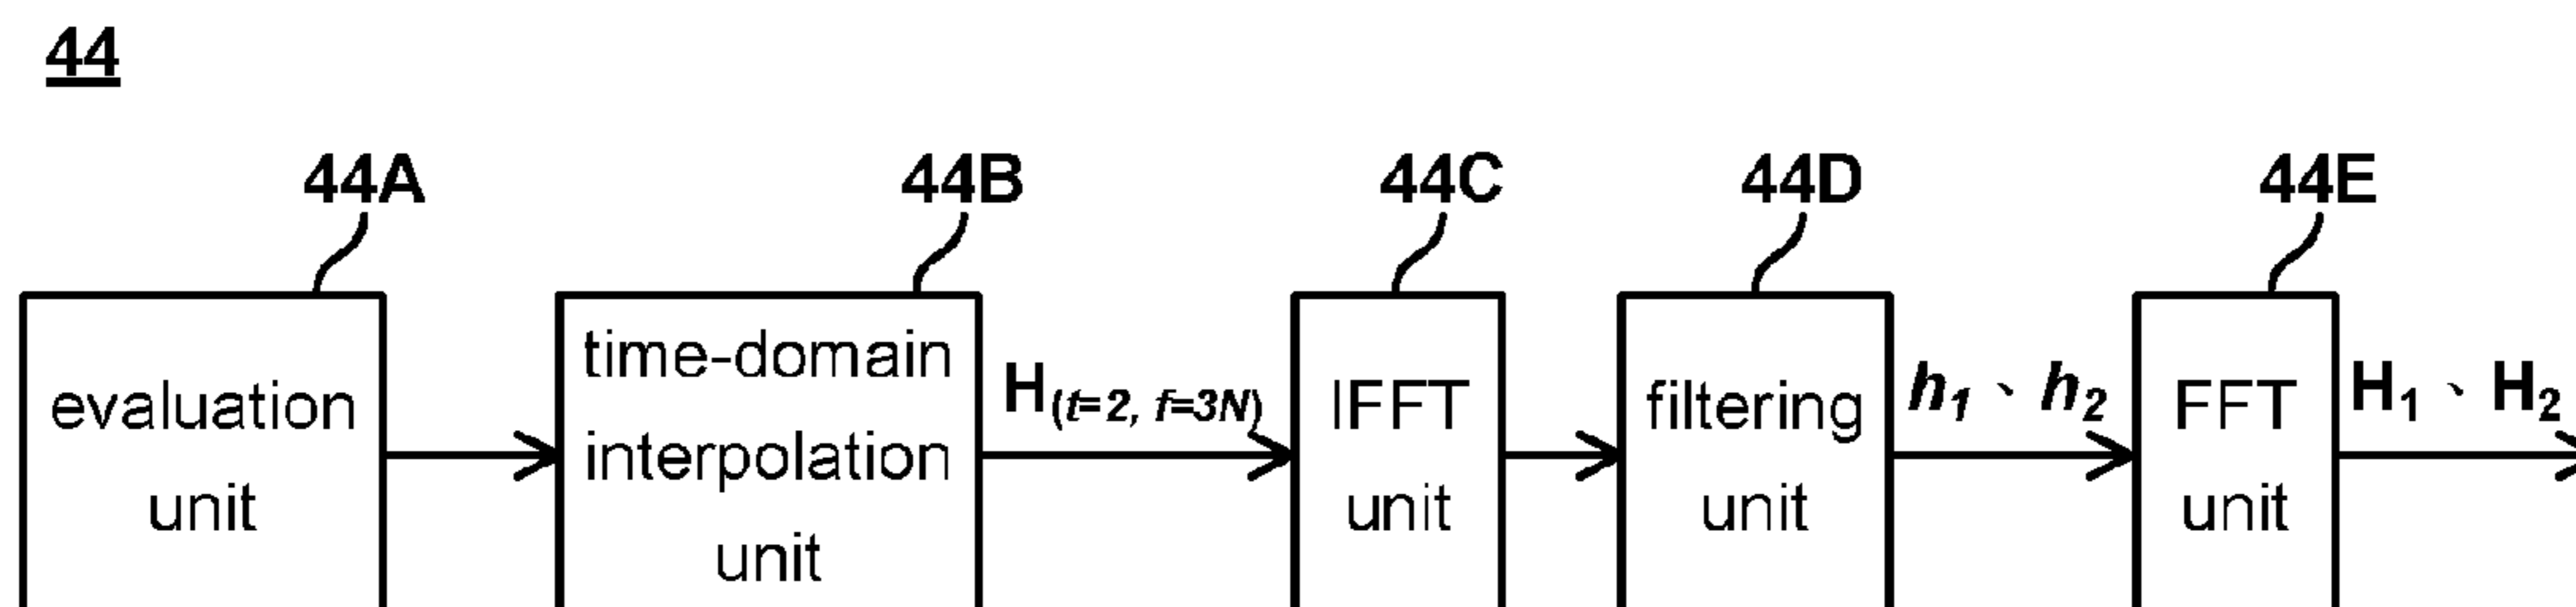 44
44A
44B
44C
44D
44E
evaluation
unit
time-domain
interpolation
unit
H(t=2, f=3N)
IFFT
unit
filtering
unit
h1、h2
FFT
unit
H1、H2